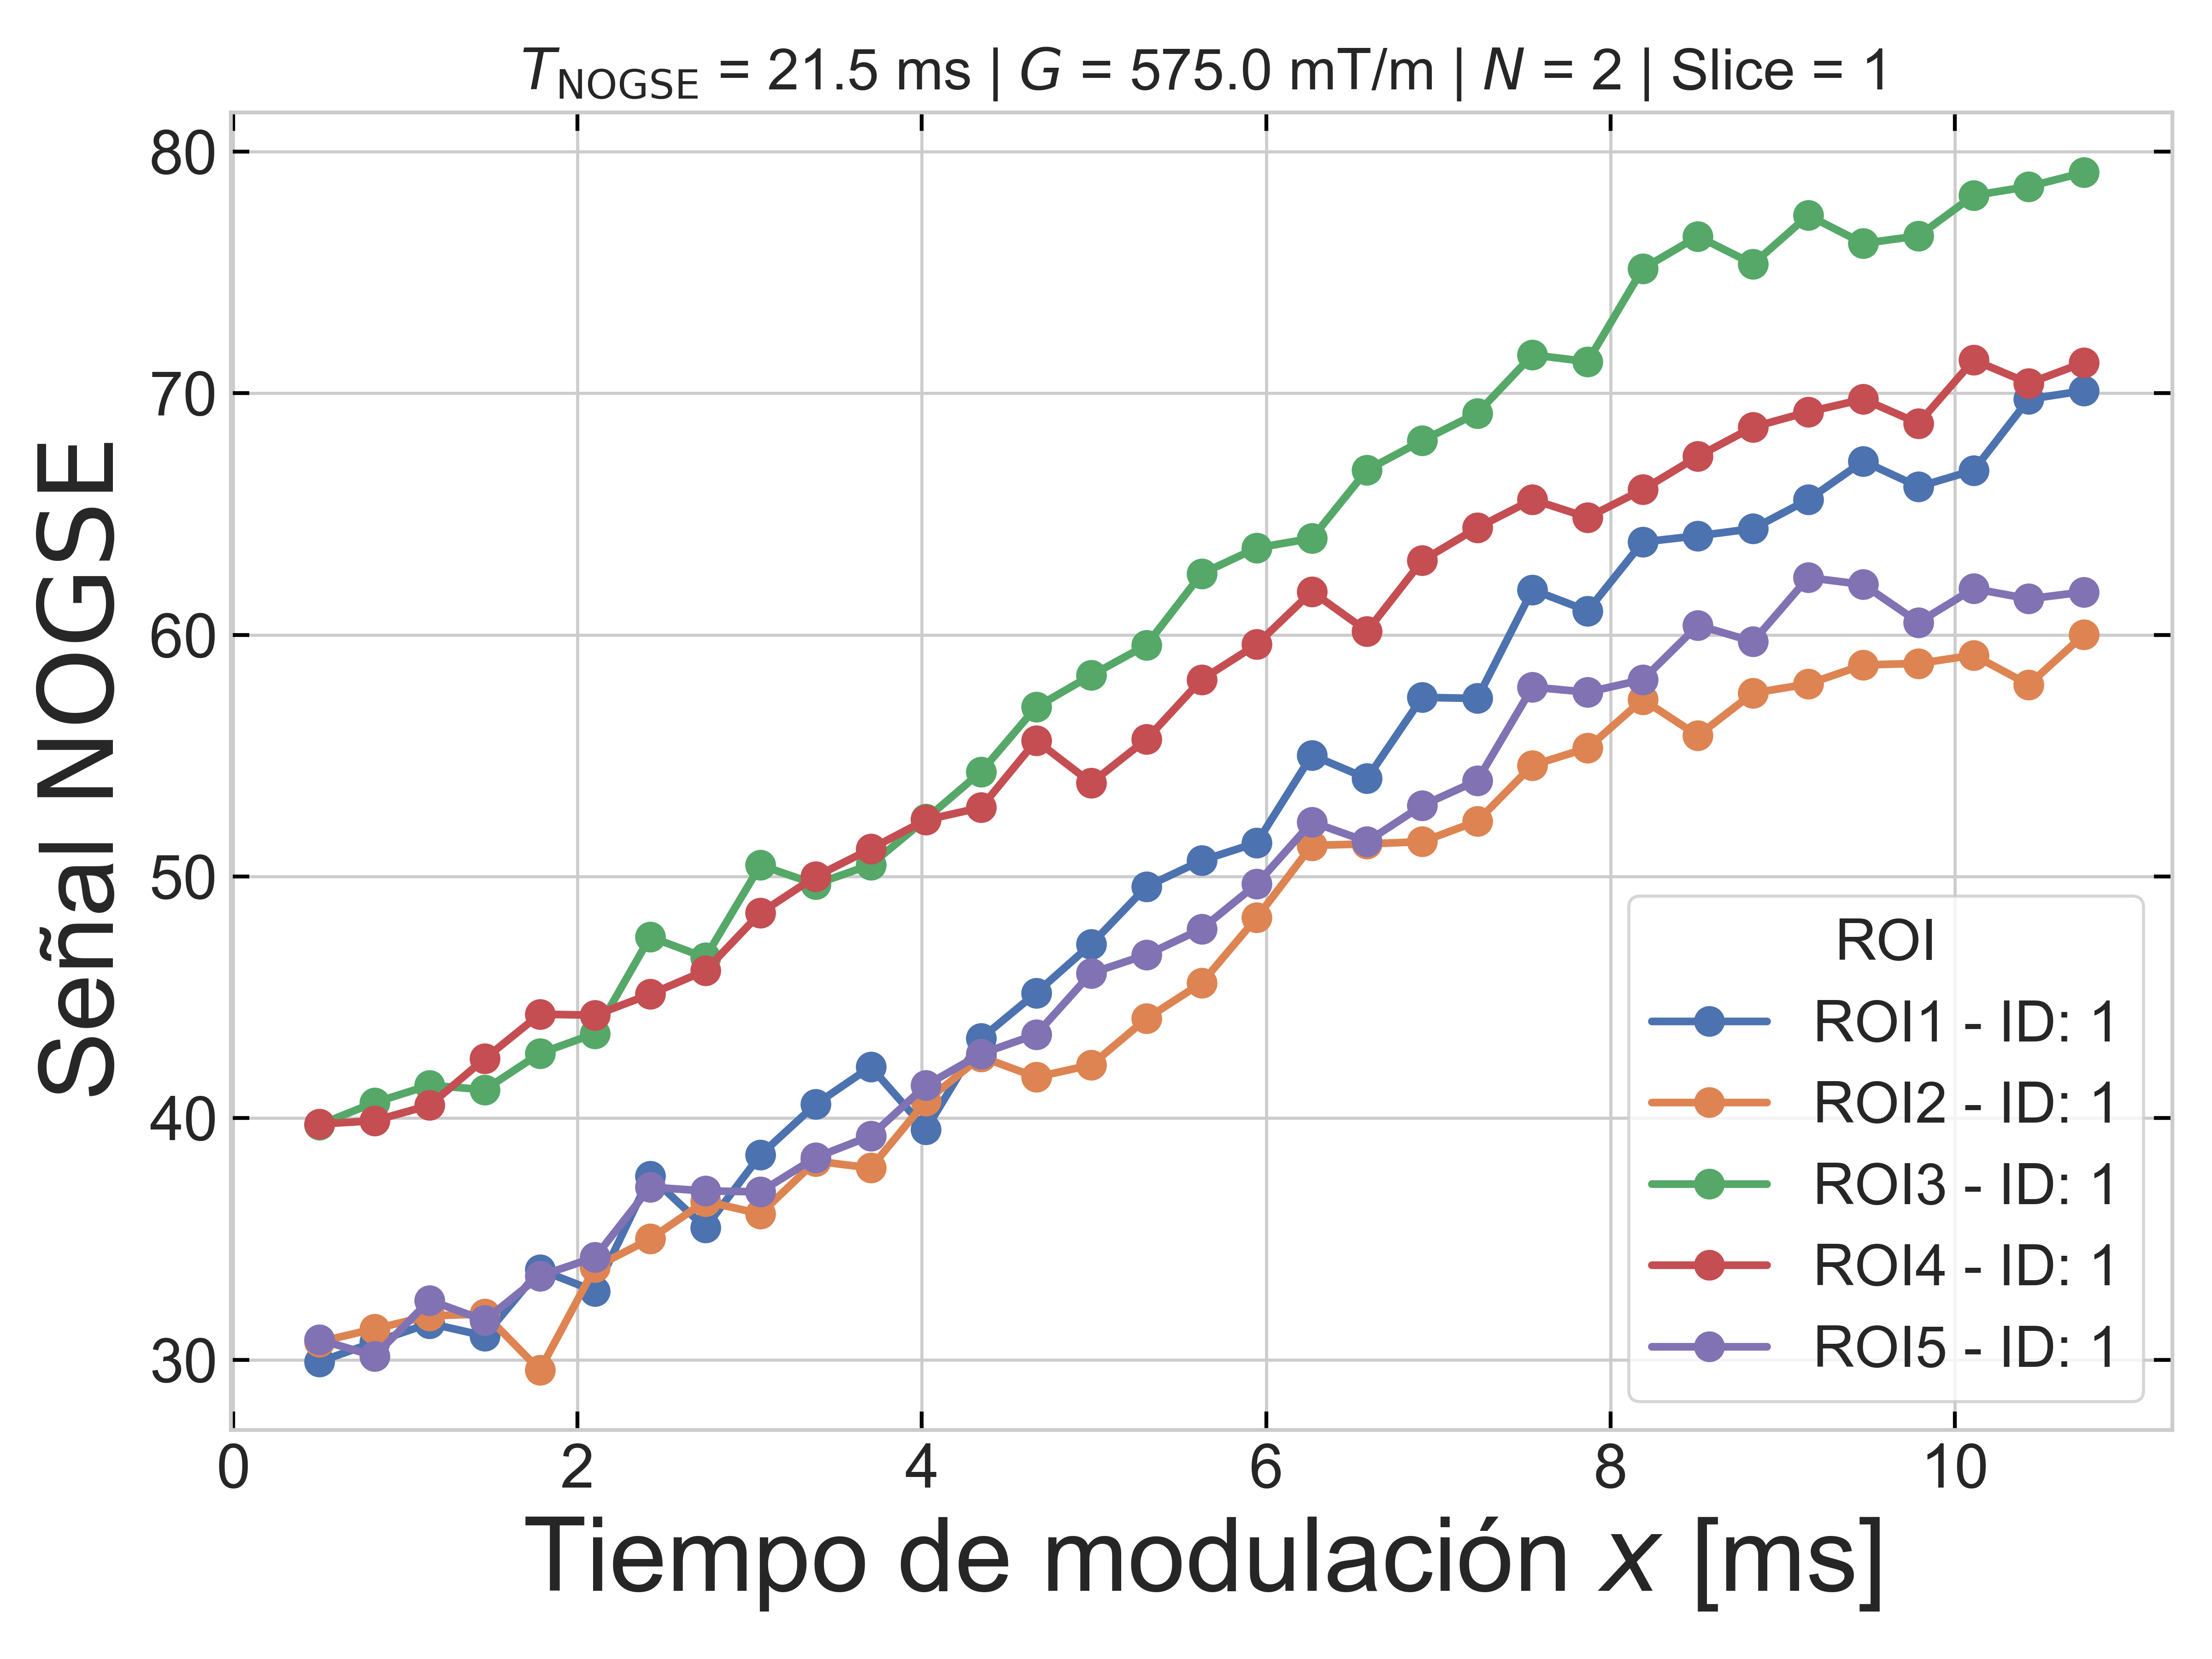 T_NOGSE = 21.5 ms | G = 575.0 mT/m | N = 2 | Slice = 1
Señal NOGSE
80
70
60
50
40
30
ROI
ROI1 - ID: 1
ROI2 - ID: 1
ROI3 - ID: 1
ROI4 - ID: 1
ROI5 - ID: 1
0 2 4 6 8 10
Tiempo de modulación x [ms]